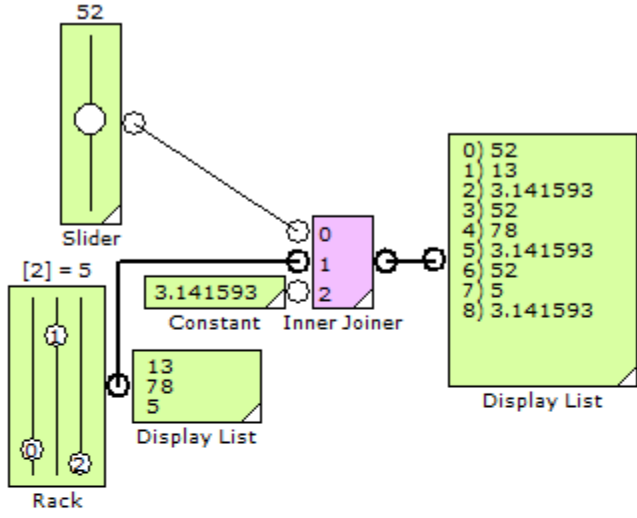 52
Slider
[2] = 5
0
1
2
Rack
13
78
5
Display List
3.141593
Constant
0
1
2
Inner Joiner
0) 52
1) 13
2) 3.141593
3) 52
4) 78
5) 3.141593
6) 52
7) 5
8) 3.141593
Display List